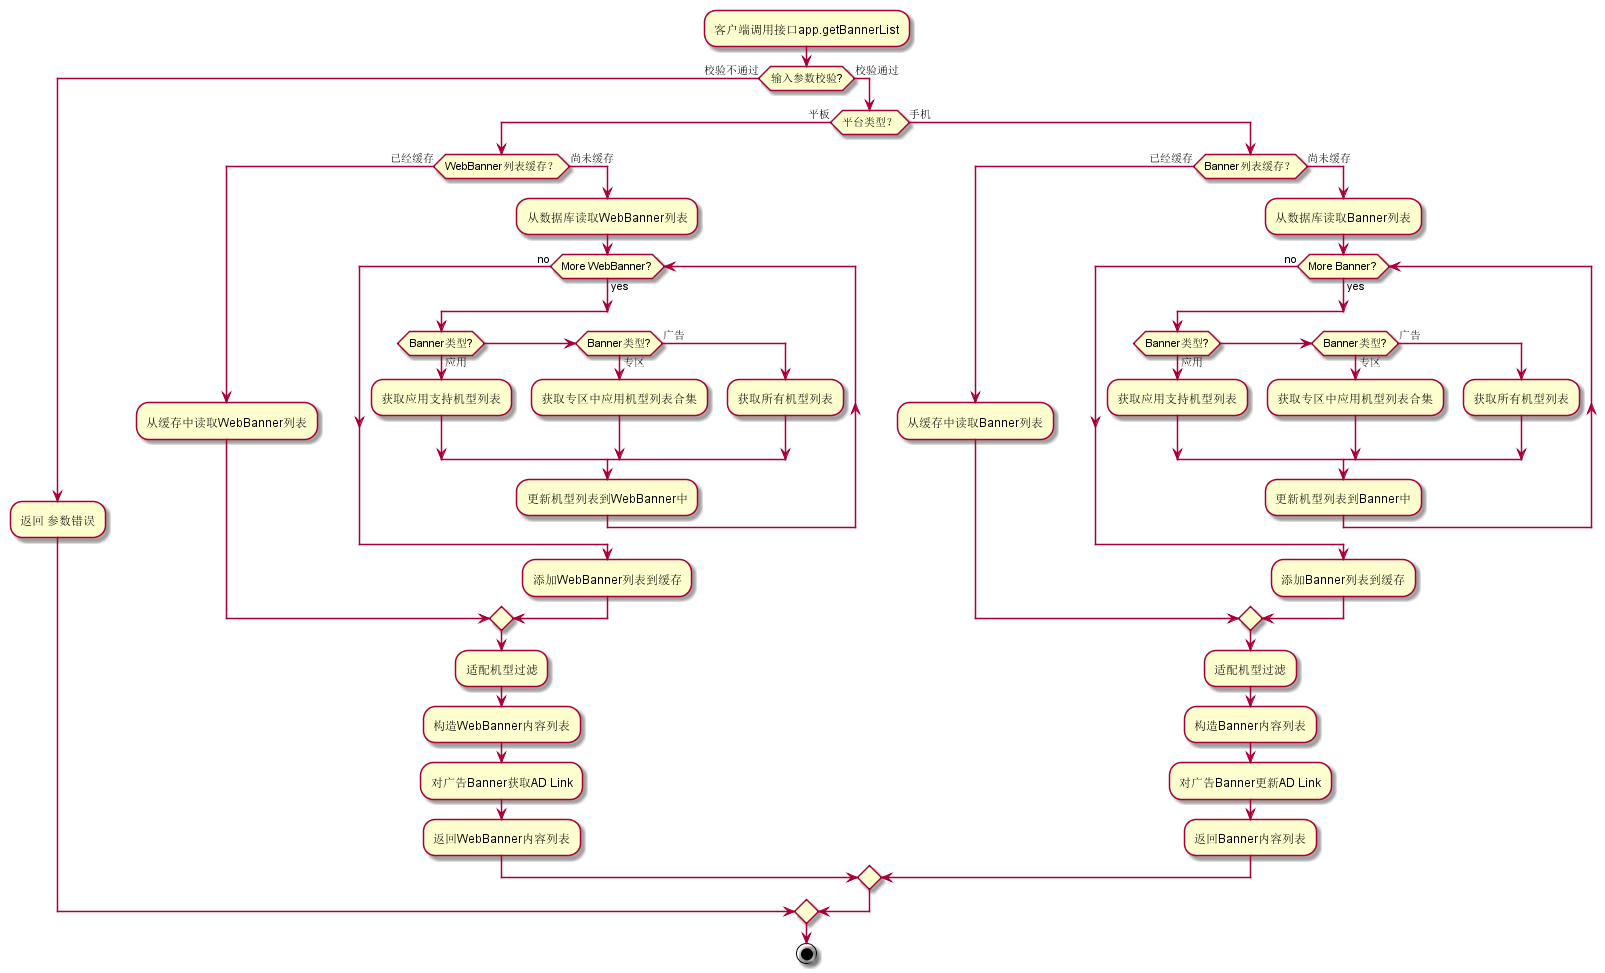 客户端调用接口app.getBannerList
校验不通过
输入参数校验?
校验通过
平板
平台类型?
手机
已经缓存
WebBanner列表缓存?
尚未缓存
已经缓存
Banner列表缓存?
尚未缓存
从数据库读取WebBanner列表
从数据库读取Banner列表
no
More WebBanner?
yes
no
More Banner?
yes
Banner类型?
应用
Banner类型?
专区
广告
Banner类型?
应用
Banner类型?
专区
广告
获取应用支持机型列表
获取专区中应用机型列表合集
获取所有机型列表
获取应用支持机型列表
获取专区中应用机型列表合集
获取所有机型列表
从缓存中读取WebBanner列表
从缓存中读取Banner列表
更新机型列表到WebBanner中
更新机型列表到Banner中
返回 参数错误
添加WebBanner列表到缓存
添加Banner列表到缓存
适配机型过滤
适配机型过滤
构造WebBanner内容列表
构造Banner内容列表
对广告Banner获取AD Link
对广告Banner更新AD Link
返回WebBanner内容列表
返回Banner内容列表